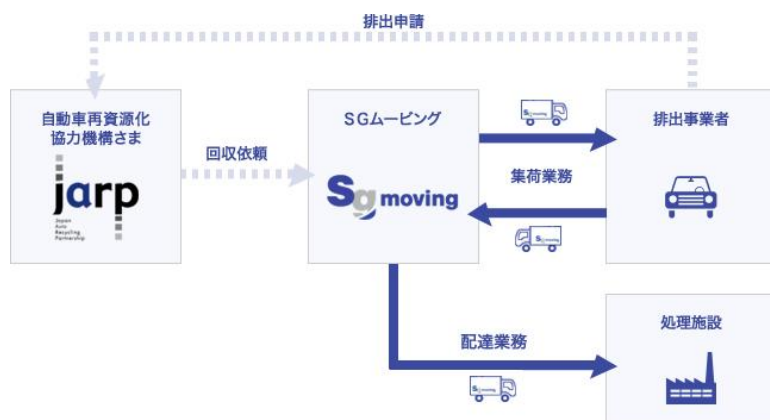 排出申請
自動車再資源化
協力機構さま
jarp
Japan
Auto
Recycling
Partnership
回収依頼
SGムービング
Sg moving
集荷業務
排出事業者
配達業務
処理施設